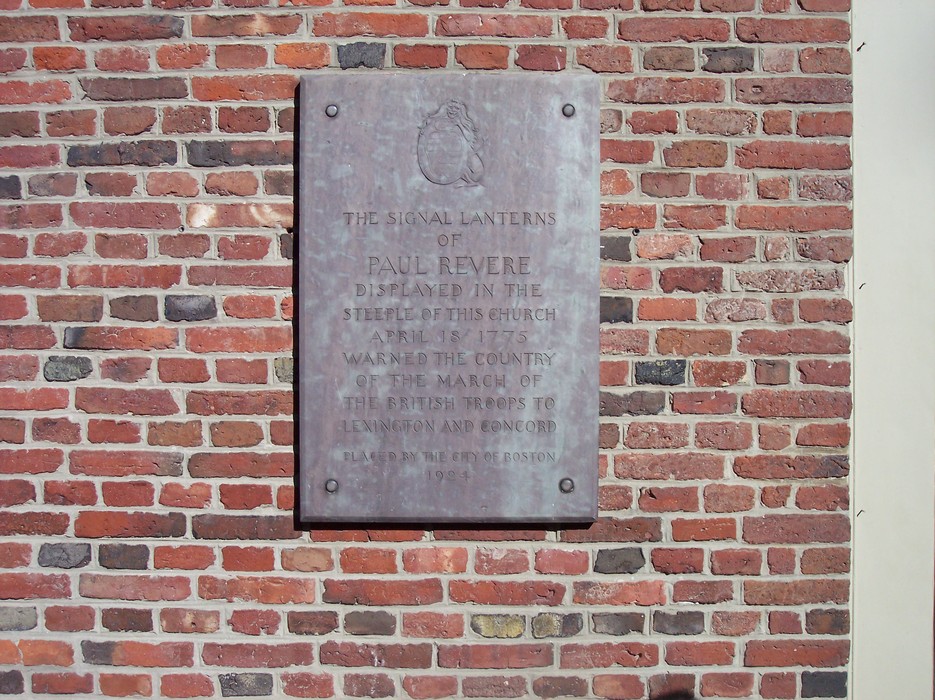 THE SIGNAL LANTERNS
OF
PAUL REVERE
DISPLAYED IN THE
STEEPLE OF THIS CHURCH
APRIL 18 1775
WARNED THE COUNTRY
OF THE MARCH OF
THE BRITISH TROOPS TO
LEXINGTON AND CONCORD
PLACED BY THE CITY OF BOSTON